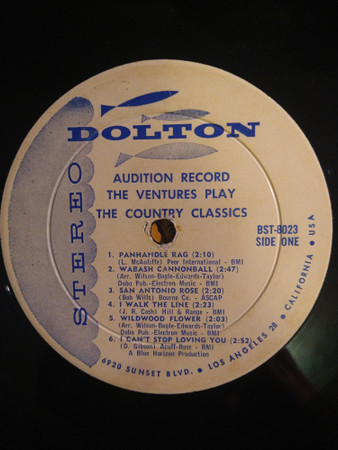 DOLTON
AUDITION RECORD
THE VENTURES PLAY
THE COUNTRY CLASSICS
STEREO
BST-8023
SIDE ONE
1. PANHANDLE RAG (2:10)
(L. McAuliffe) Peer International - BMI
2. WABASH CANNONBALL (2:47)
(Arr. Wilson-Bogle-Edwards-Taylor)
Dobo Pub.-Electron Music - BMI
3. SAN ANTONIO ROSE (2:20)
(Bob Wills) Bourne Co. - ASCAP
4. I WALK THE LINE (2:23)
(J. R. Cash) Hill & Range - BMI
5. WILDWOOD FLOWER (2:03)
(Arr. Wilson-Bogle-Edwards-Taylor)
Dobo Pub.-Electron Music - BMI
6. I CAN'T STOP LOVING YOU (2:52)
(D. Gibson) Acuff-Rose - BMI
A Blue Horizon Production
6920 SUNSET BLVD. • LOS ANGELES 28 • CALIFORNIA • USA